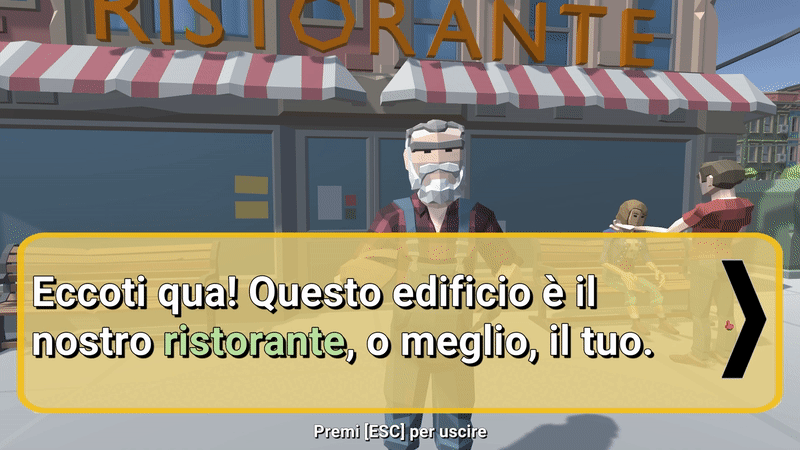 RISTORANTE
Eccoti qua! Questo edificio è il
nostro ristorante, o meglio, il tuo.
Premi [ESC] per uscire